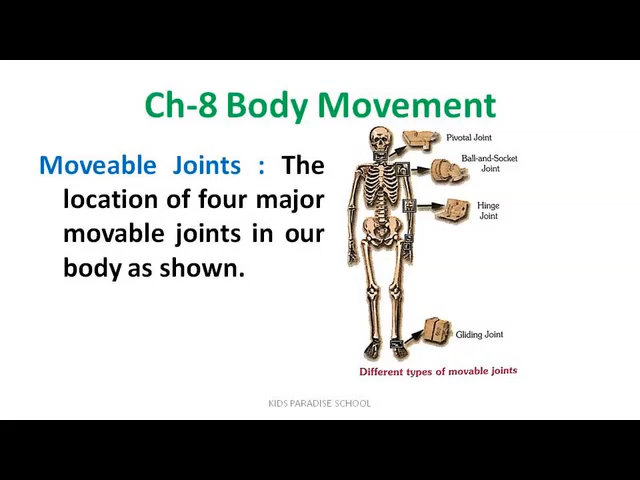 Ch-8 Body Movement
Moveable Joints : The
location of four major
movable joints in our
body as shown.
Pivotal Joint
Ball-and-Socket
Joint
Hinge
Joint
Gliding Joint
Different types of movable joints
KIDS PARADISE SCHOOL